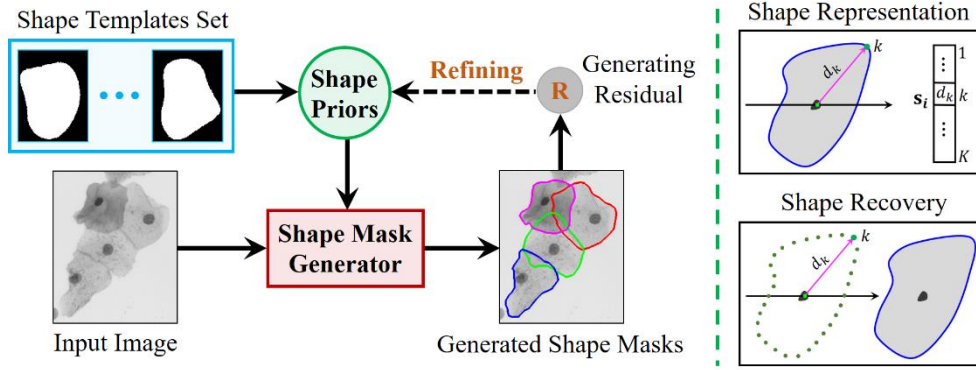 Shape Templates Set
Shape
Priors
Refining
R
Generating
Residual
Shape Mask
Generator
Input Image
Generated Shape Masks
Shape Representation
k
d_K
s_i
⋮ 1
d_k k
⋮
K
Shape Recovery
k
d_K